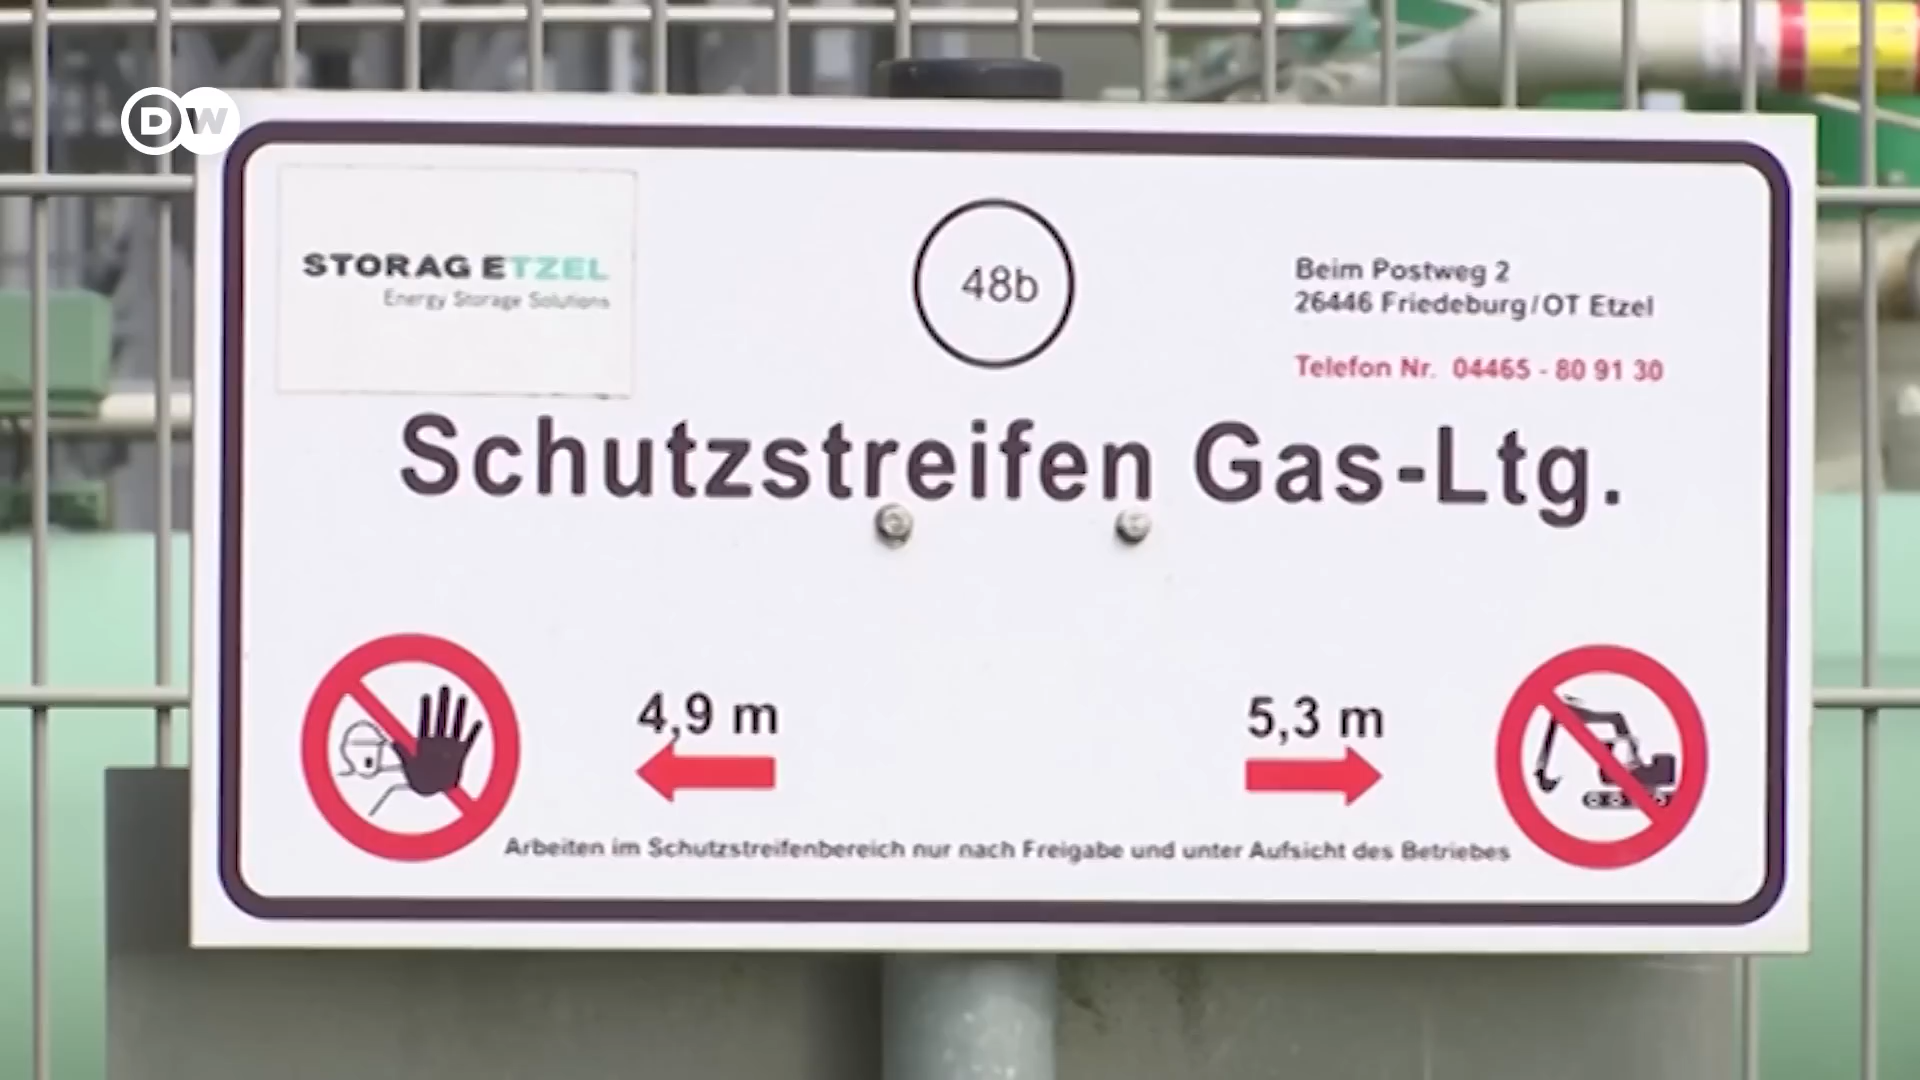 DW
STORAG ETZEL
Energy Storage Solutions
48b
Beim Postweg 2
26446 Friedeburg/OT Etzel
Telefon Nr. 04465 - 80 91 30
Schutzstreifen Gas-Ltg.
4,9 m
5,3 m
Arbeiten im Schutzstreifenbereich nur nach Freigabe und unter Aufsicht des Betriebes